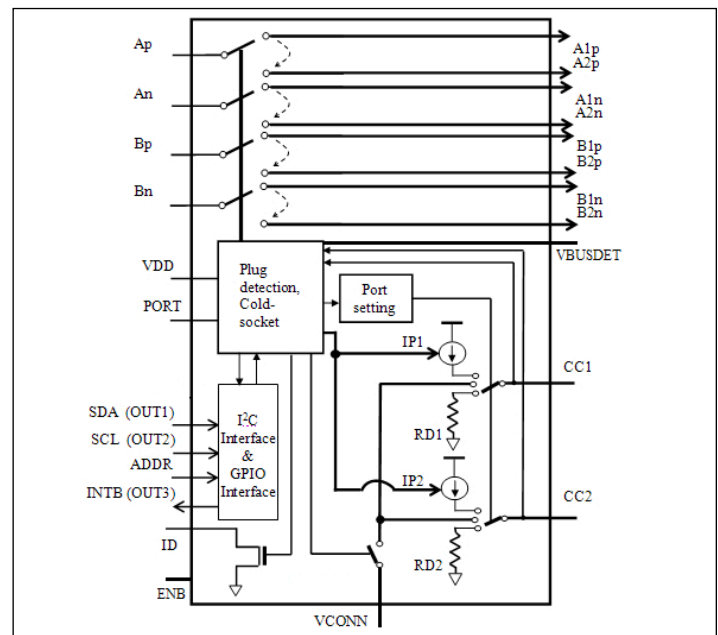 Ap
A1p
A2p
An
A1n
A2n
Bp
B1p
B2p
Bn
B1n
B2n
VBUSDET
VDD
Plug
detection,
Cold-
socket
Port
setting
PORT
IP1
CC1
RD1
SDA (OUT1)
SCL (OUT2)
ADDR
INTB (OUT3)
I²C
Interface
&
GPIO
Interface
IP2
CC2
RD2
ID
ENB
VCONN